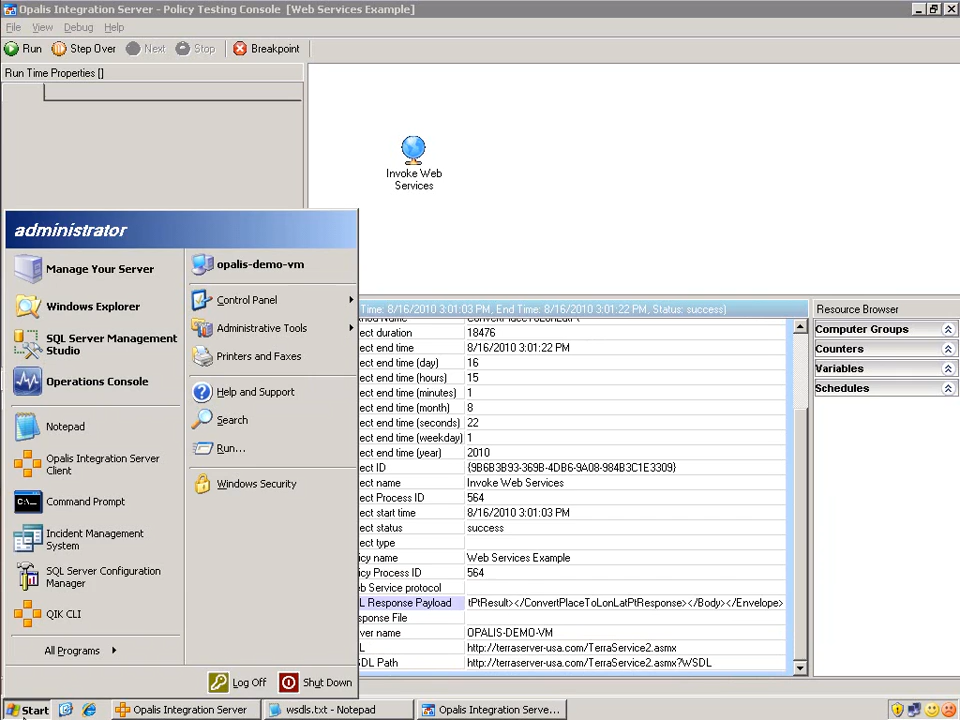 Opalis Integration Server - Policy Testing Console [Web Services Example]
File View Debug Help
Run Step Over Next Stop Breakpoint
Run Time Properties []
Invoke Web
Services
administrator
Manage Your Server
Windows Explorer
SQL Server Management
Studio
Operations Console
Notepad
Opalis Integration Server
Client
Command Prompt
Incident Management
System
SQL Server Configuration
Manager
QIK CLI
All Programs
opalis-demo-vm
Control Panel
Administrative Tools
Printers and Faxes
Help and Support
Search
Run...
Windows Security
Log Off Shut Down
Time: 8/16/2010 3:01:03 PM, End Time: 8/16/2010 3:01:22 PM, Status: success)
ect duration 18476
ect end time 8/16/2010 3:01:22 PM
ect end time (day) 16
ect end time (hours) 15
ect end time (minutes) 1
ect end time (month) 8
ect end time (seconds) 22
ect end time (weekday) 1
ect end time (year) 2010
ect ID {9B6B3B93-369B-4DB6-9A08-984B3C1E3309}
ect name Invoke Web Services
ect Process ID 564
ect start time 8/16/2010 3:01:03 PM
ect status success
ect type
icy name Web Services Example
icy Process ID 564
b Service protocol
L Response Payload tPtResult></ConvertPlaceToLonLatPtResponse></Body></Envelope>
sponse File
ver name OPALIS-DEMO-VM
L http://terraserver-usa.com/TerraService2.asmx
DL Path http://terraserver-usa.com/TerraService2.asmx?WSDL
Resource Browser
Computer Groups
Counters
Variables
Schedules
Start Opalis Integration Server wsdls.txt - Notepad Opalis Integration Serve...